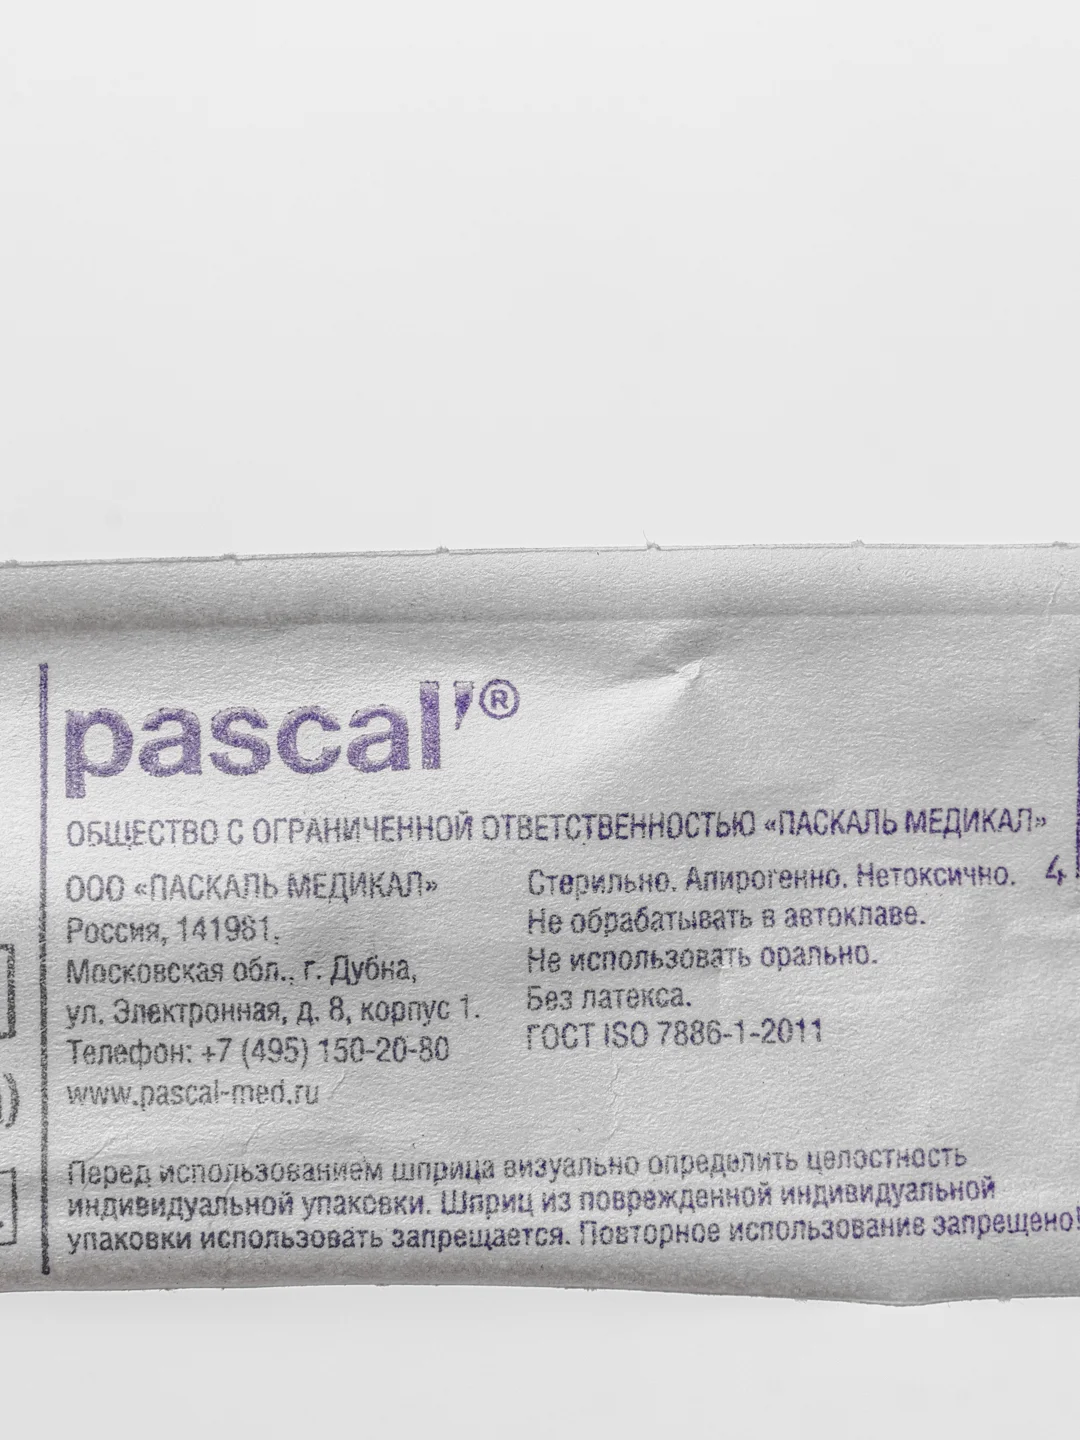 pascal'®
ОБЩЕСТВО С ОГРАНИЧЕННОЙ ОТВЕТСТВЕННОСТЬЮ «ПАСКАЛЬ МЕДИКАЛ»
ООО «ПАСКАЛЬ МЕДИКАЛ»
Россия, 141981,
Московская обл., г. Дубна,
ул. Электронная, д. 8, корпус 1.
Телефон: +7 (495) 150-20-80
www.pascal-med.ru
Стерильно. Апирогенно. Нетоксично.
Не обрабатывать в автоклаве.
Не использовать орально.
Без латекса.
ГОСТ ISO 7886-1-2011
4
Перед использованием шприца визуально определить целостность
индивидуальной упаковки. Шприц из поврежденной индивидуальной
упаковки использовать запрещается. Повторное использование запрещено!